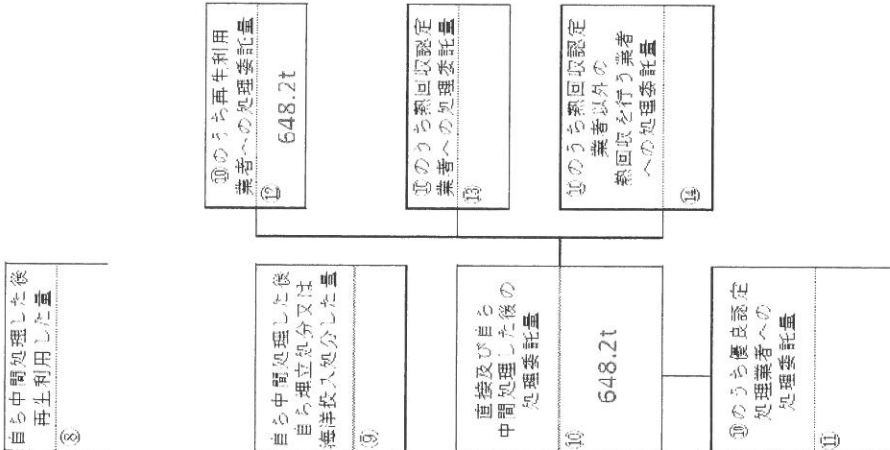 自ら中間処理した後
再生利用した量
⑧
自ら中間処理した後
自ら埋立処分又は
海洋投入処分した量
⑨
直接及び自ら
中間処理した後の
処理委託量
⑩
648.2t
⑩のうち優良認定
処理業者への
処理委託量
⑪
⑩のうち再生利用
業者への処理委託量
⑫
648.2t
⑩のうち熱回収認定
業者への処理委託量
⑬
⑩のうち熱回収認定
業者以外の
熱回収を行う業者
への処理委託量
⑭